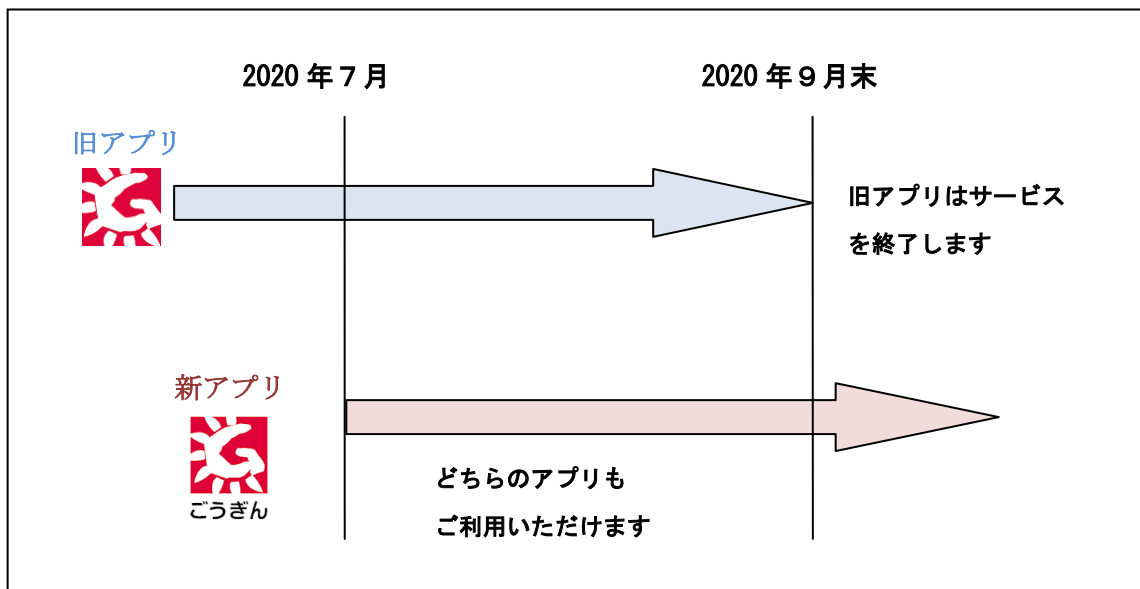 2020 年７月
2020 年９月末
旧アプリ
旧アプリはサービス
を終了します
新アプリ
ごうぎん
どちらのアプリも
ご利用いただけます